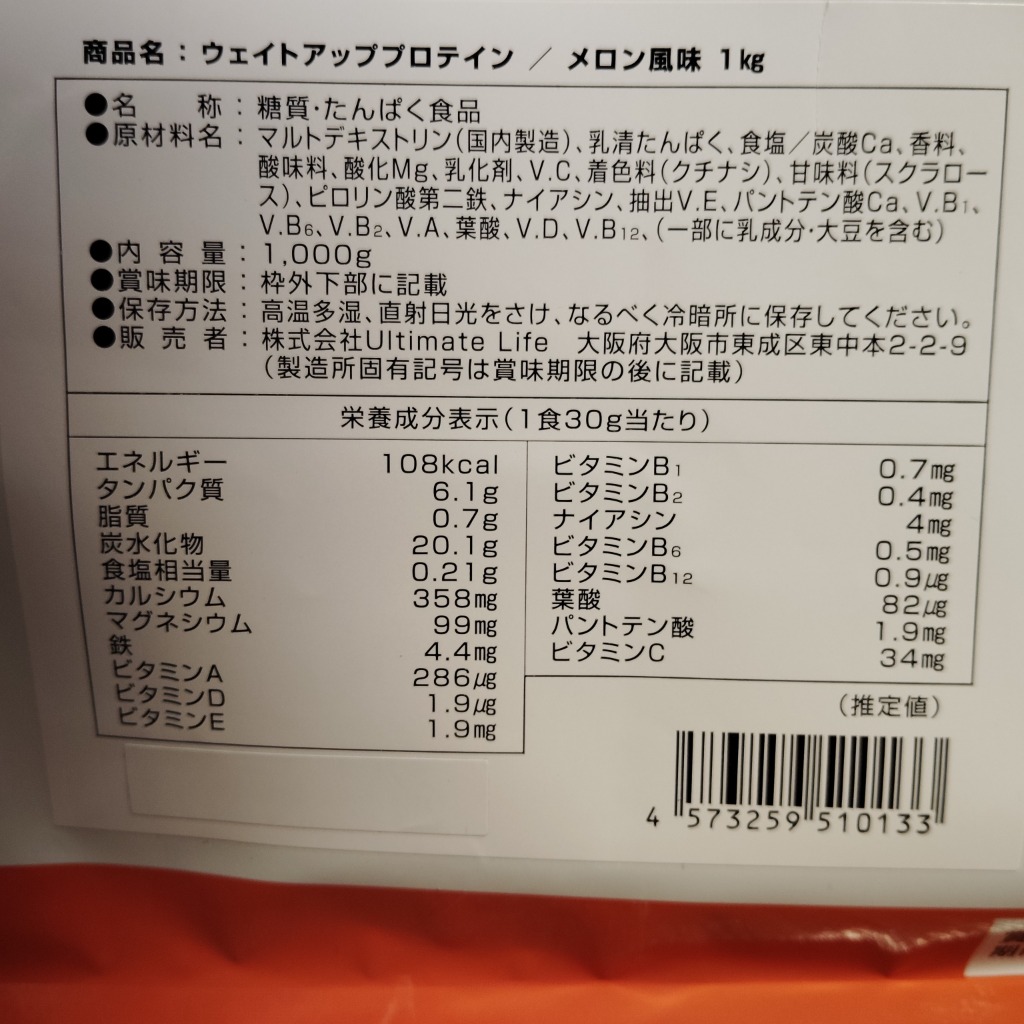 商品名：ウェイトアッププロテイン ／ メロン風味 1kg
●名　　称：糖質・たんぱく食品
●原材料名：マルトデキストリン(国内製造)、乳清たんぱく、食塩／炭酸Ca、香料、
酸味料、酸化Mg、乳化剤、V.C、着色料(クチナシ)、甘味料(スクラロー
ス)、ピロリン酸第二鉄、ナイアシン、抽出V.E、パントテン酸Ca、V.B₁、
V.B₆、V.B₂、V.A、葉酸、V.D、V.B₁₂、(一部に乳成分・大豆を含む)
●内 容 量：1,000g
●賞味期限：枠外下部に記載
●保存方法：高温多湿、直射日光をさけ、なるべく冷暗所に保存してください。
●販 売 者：株式会社Ultimate Life　大阪府大阪市東成区東中本2-2-9
(製造所固有記号は賞味期限の後に記載)
栄養成分表示(1食30g当たり)
エネルギー 108kcal
タンパク質 6.1g
脂質 0.7g
炭水化物 20.1g
食塩相当量 0.21g
カルシウム 358mg
マグネシウム 99mg
鉄 4.4mg
ビタミンA 286μg
ビタミンD 1.9μg
ビタミンE 1.9mg
ビタミンB₁ 0.7mg
ビタミンB₂ 0.4mg
ナイアシン 4mg
ビタミンB₆ 0.5mg
ビタミンB₁₂ 0.9μg
葉酸 82μg
パントテン酸 1.9mg
ビタミンC 34mg
(推定値)
4 573259 510133